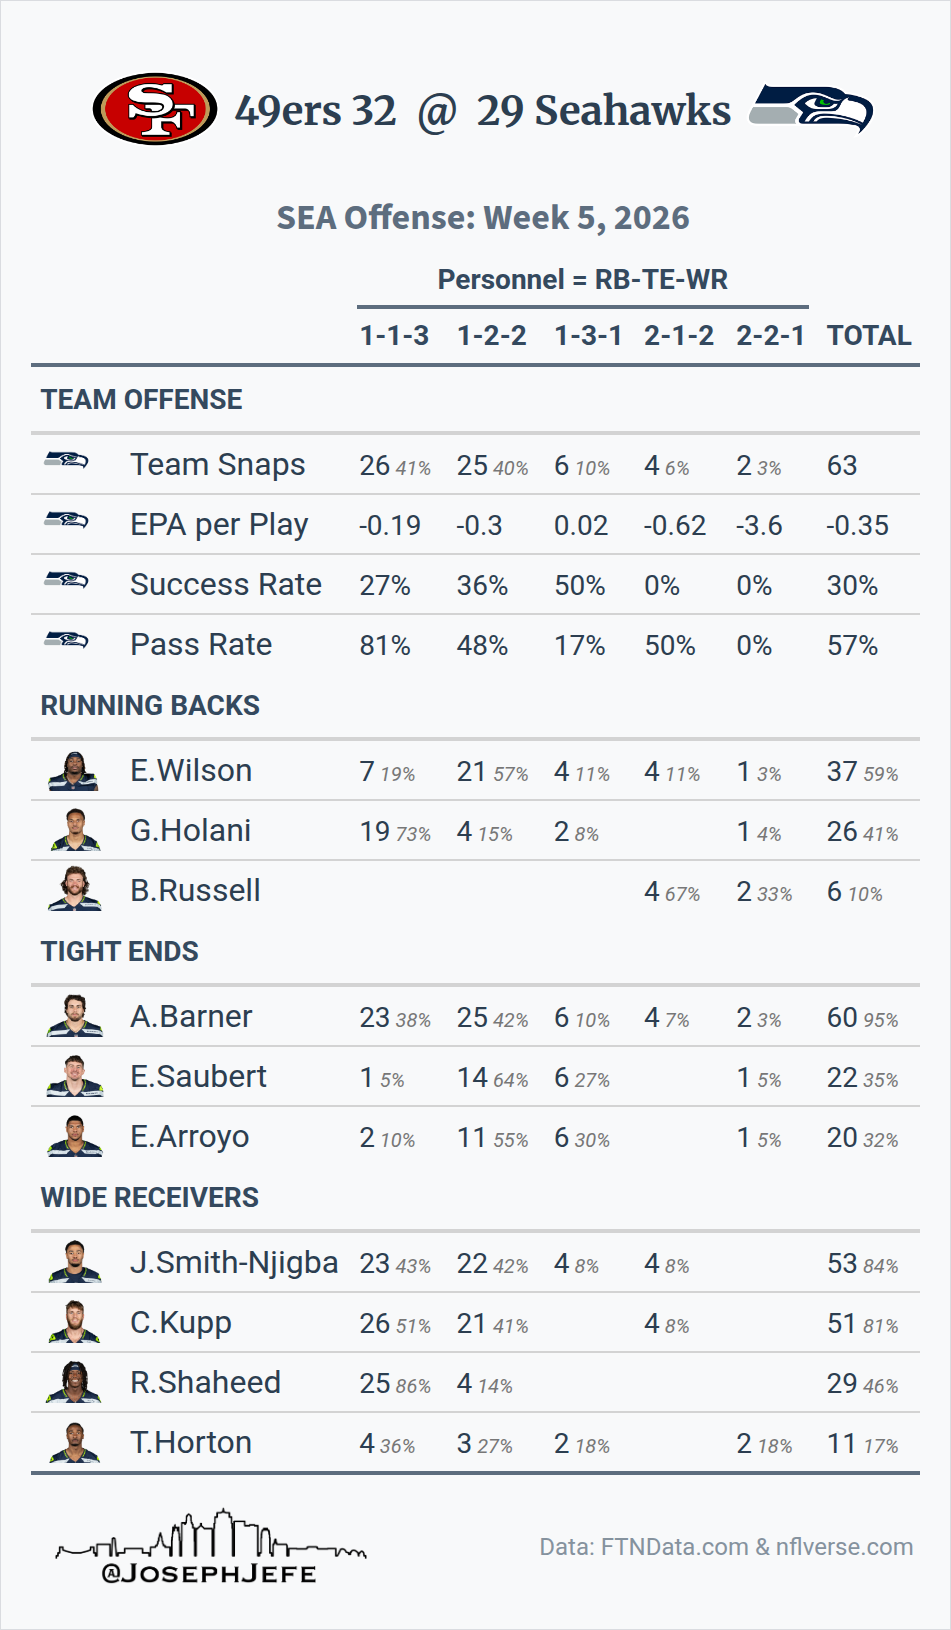 SF 49ers 32 @ 29 Seahawks
SEA Offense: Week 5, 2026
Personnel = RB-TE-WR
1-1-3 1-2-2 1-3-1 2-1-2 2-2-1 TOTAL
TEAM OFFENSE
Team Snaps 26 41% 25 40% 6 10% 4 6% 2 3% 63
EPA per Play -0.19 -0.3 0.02 -0.62 -3.6 -0.35
Success Rate 27% 36% 50% 0% 0% 30%
Pass Rate 81% 48% 17% 50% 0% 57%
RUNNING BACKS
E.Wilson 7 19% 21 57% 4 11% 4 11% 1 3% 37 59%
G.Holani 19 73% 4 15% 2 8% 1 4% 26 41%
B.Russell 4 67% 2 33% 6 10%
TIGHT ENDS
A.Barner 23 38% 25 42% 6 10% 4 7% 2 3% 60 95%
E.Saubert 1 5% 14 64% 6 27% 1 5% 22 35%
E.Arroyo 2 10% 11 55% 6 30% 1 5% 20 32%
WIDE RECEIVERS
J.Smith-Njigba 23 43% 22 42% 4 8% 4 8% 53 84%
C.Kupp 26 51% 21 41% 4 8% 51 81%
R.Shaheed 25 86% 4 14% 29 46%
T.Horton 4 36% 3 27% 2 18% 2 18% 11 17%
@JOSEPHJEFE
Data: FTNData.com & nflverse.com